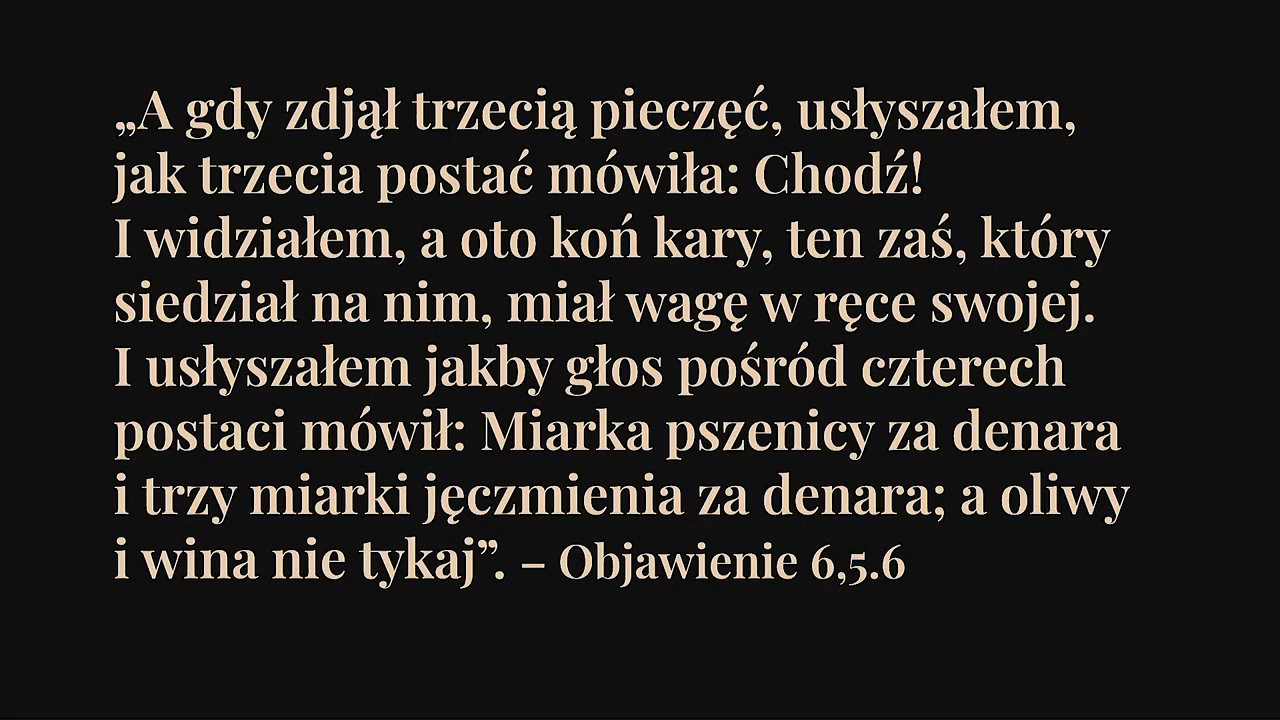 „A gdy zdjął trzecią pieczęć, usłyszałem,
jak trzecia postać mówiła: Chodź!
I widziałem, a oto koń kary, ten zaś, który
siedział na nim, miał wagę w ręce swojej.
I usłyszałem jakby głos pośród czterech
postaci mówił: Miarka pszenicy za denara
i trzy miarki jęczmienia za denara; a oliwy
i wina nie tykaj”. – Objawienie 6,5.6